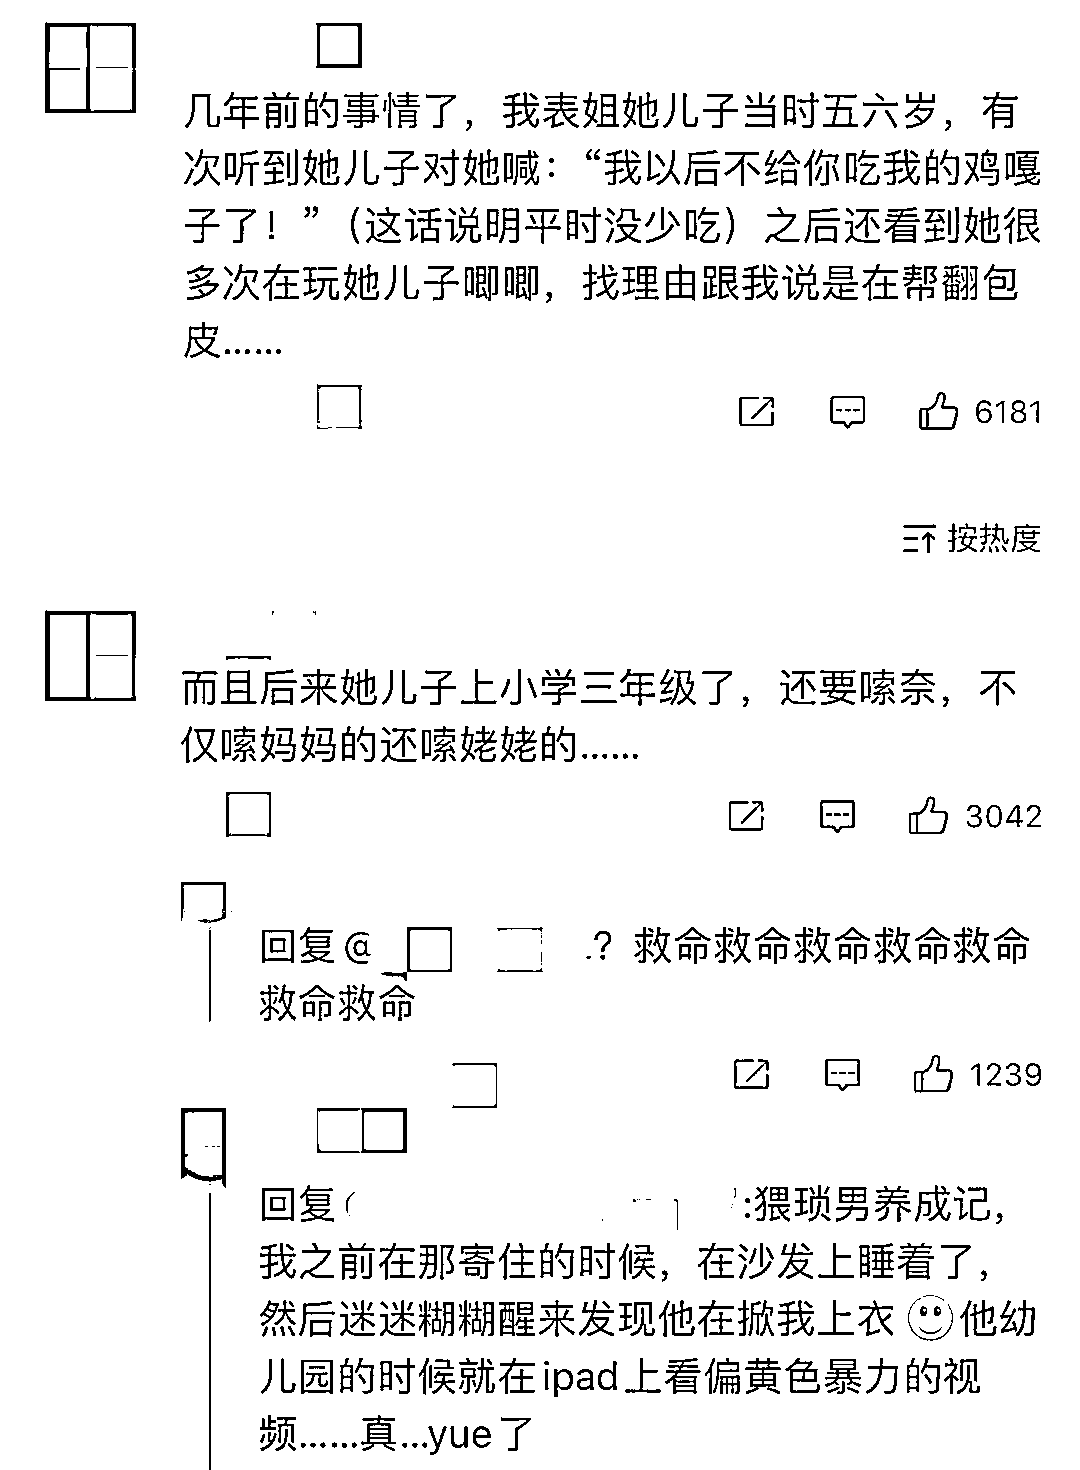 几年前的事情了，我表姐她儿子当时五六岁，有
次听到她儿子对她喊：“我以后不给你吃我的鸡嘎
子了！”（这话说明平时没少吃）之后还看到她很
多次在玩她儿子唧唧，找理由跟我说是在帮翻包
皮……
6181
按热度
而且后来她儿子上小学三年级了，还要嗦奈，不
仅嗦妈妈的还嗦姥姥的……
3042
回复@ .？救命救命救命救命救命
救命救命
1239
回复 :猥琐男养成记，
我之前在那寄住的时候，在沙发上睡着了，
然后迷迷糊糊醒来发现他在掀我上衣 他幼
儿园的时候就在ipad上看偏黄色暴力的视
频……真…yue了